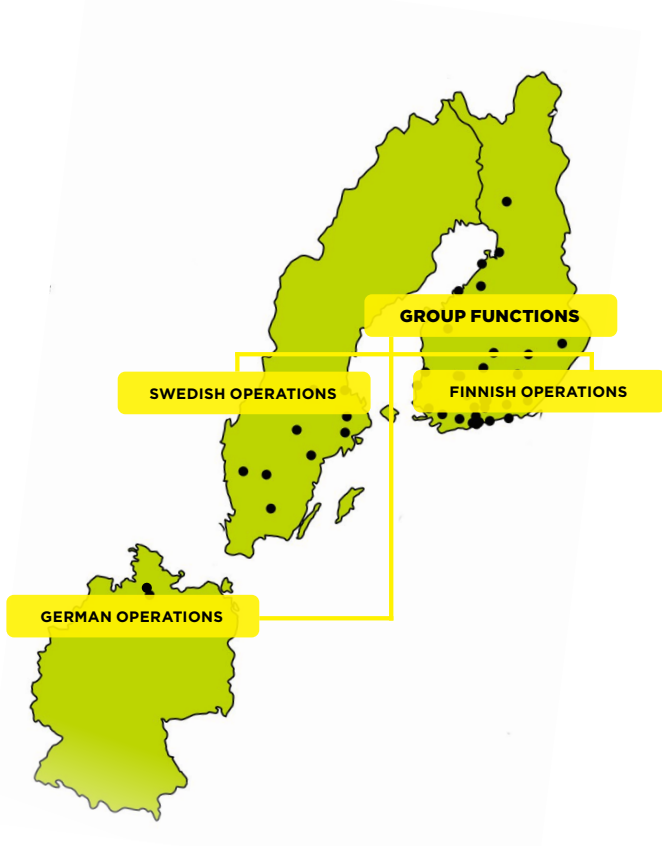 GROUP FUNCTIONS
SWEDISH OPERATIONS
FINNISH OPERATIONS
GERMAN OPERATIONS